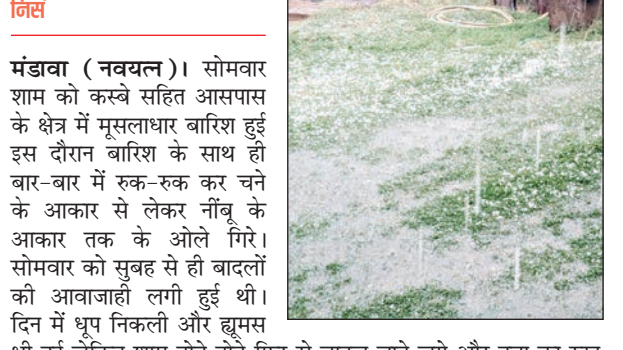 निसं
मंडावा (नवयत्न)। सोमवार
शाम को कस्बे सहित आसपास
के क्षेत्र में मूसलाधार बारिश हुई
इस दौरान बारिश के साथ ही
बार-बार में रुक-रुक कर चने
के आकार से लेकर नींबू के
आकार तक के ओले गिरे।
सोमवार को सुबह से ही बादलों
की आवाजाही लगी हुई थी।
दिन में धूप निकली और ह्यूमस